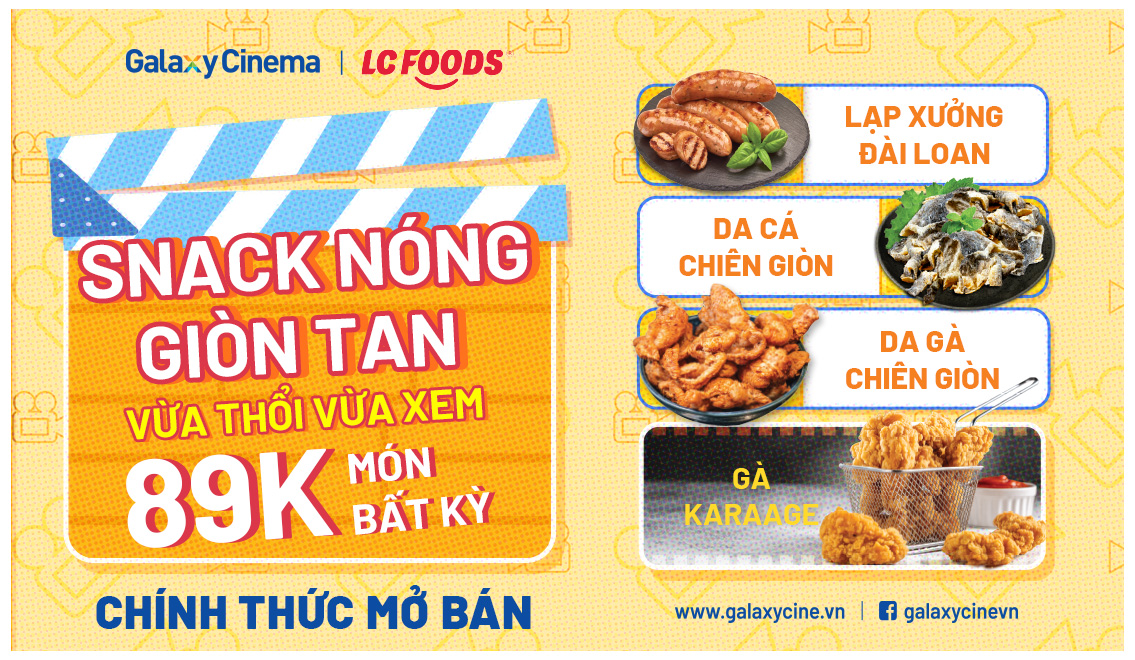 Galaxy Cinema | LC FOODS
SNACK NÓNG
GIÒN TAN
VỪA THỔI VỪA XEM
89K MÓN
BẤT KỲ
CHÍNH THỨC MỞ BÁN
LẠP XƯỞNG
ĐÀI LOAN
DA CÁ
CHIÊN GIÒN
DA GÀ
CHIÊN GIÒN
GÀ
KARAAGE
www.galaxycine.vn | galaxycinevn